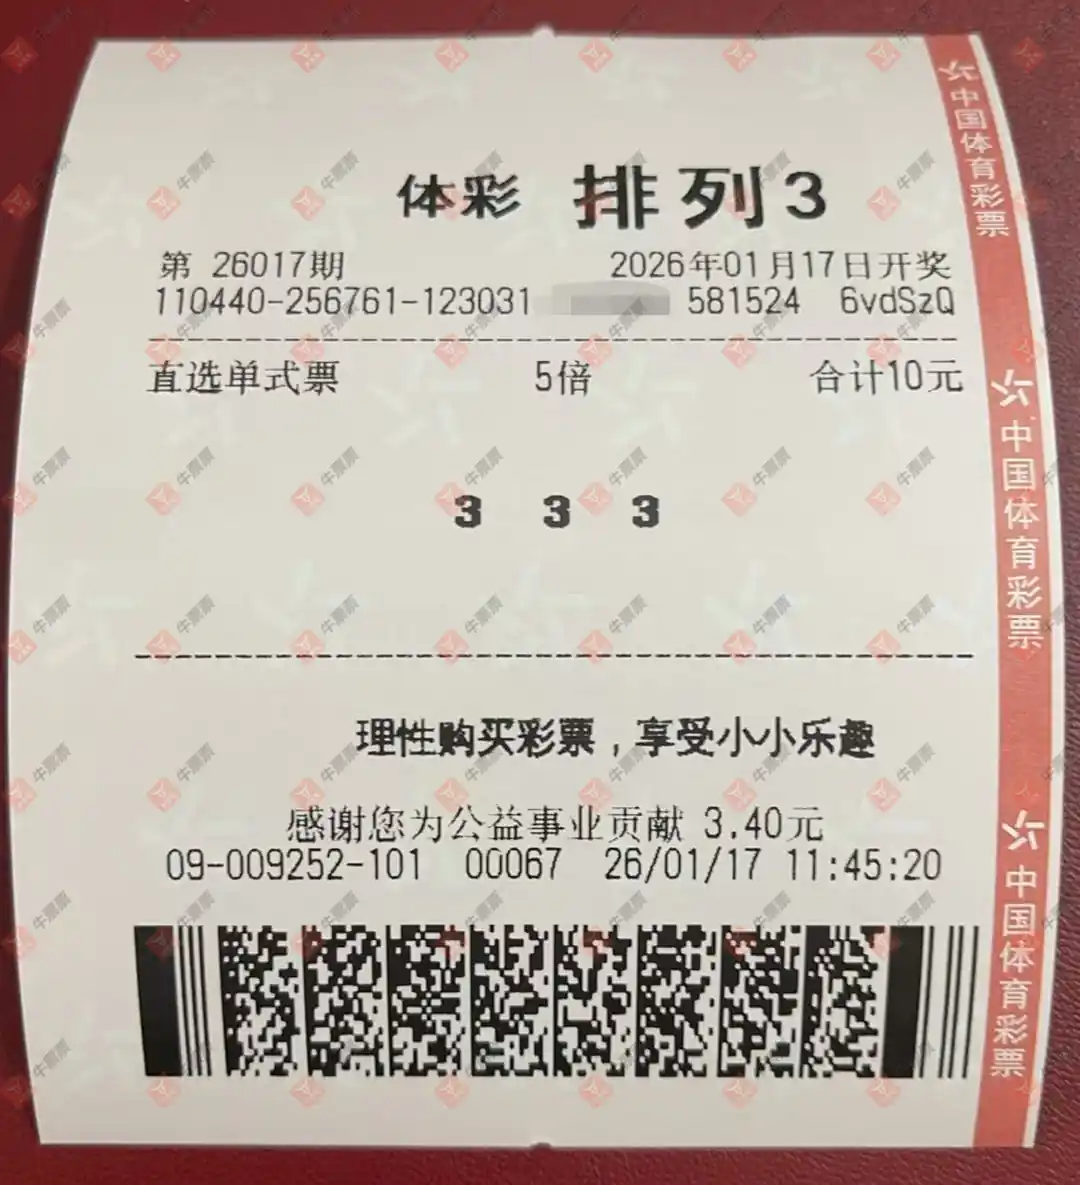 体彩 排列3
第 26017期 2026年01月17日开奖
110440-256761-123031 581524 6vdSzQ
直选单式票 5倍 合计10元
3 3 3
理性购买彩票，享受小小乐趣
感谢您为公益事业贡献 3.40元
09-009252-101 00067 26/01/17 11:45:20
中国体育彩票
中国体育彩票
中国体育彩票
牛票票